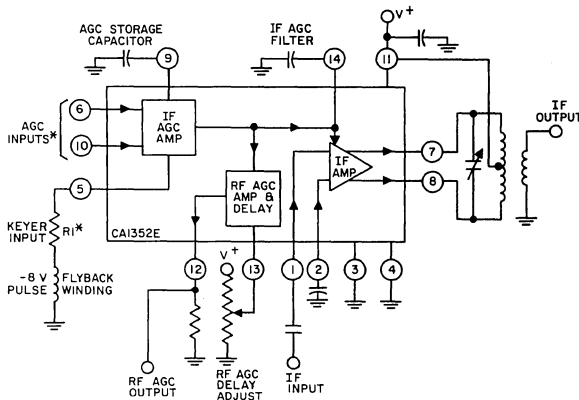 AGC STORAGE
CAPACITOR
9
IF AGC
FILTER
14
V+
11
6
AGC
INPUTS*
10
IF
AGC
AMP
IF
OUTPUT
5
RF AGC
AMP &
DELAY
IF
AMP
7
8
KEYER
INPUT
R1*
CA1352E
-8 V
PULSE
FLYBACK
WINDING
12
V+
13
1
2
3
4
RF AGC
OUTPUT
RF AGC
DELAY
ADJUST
IF
INPUT